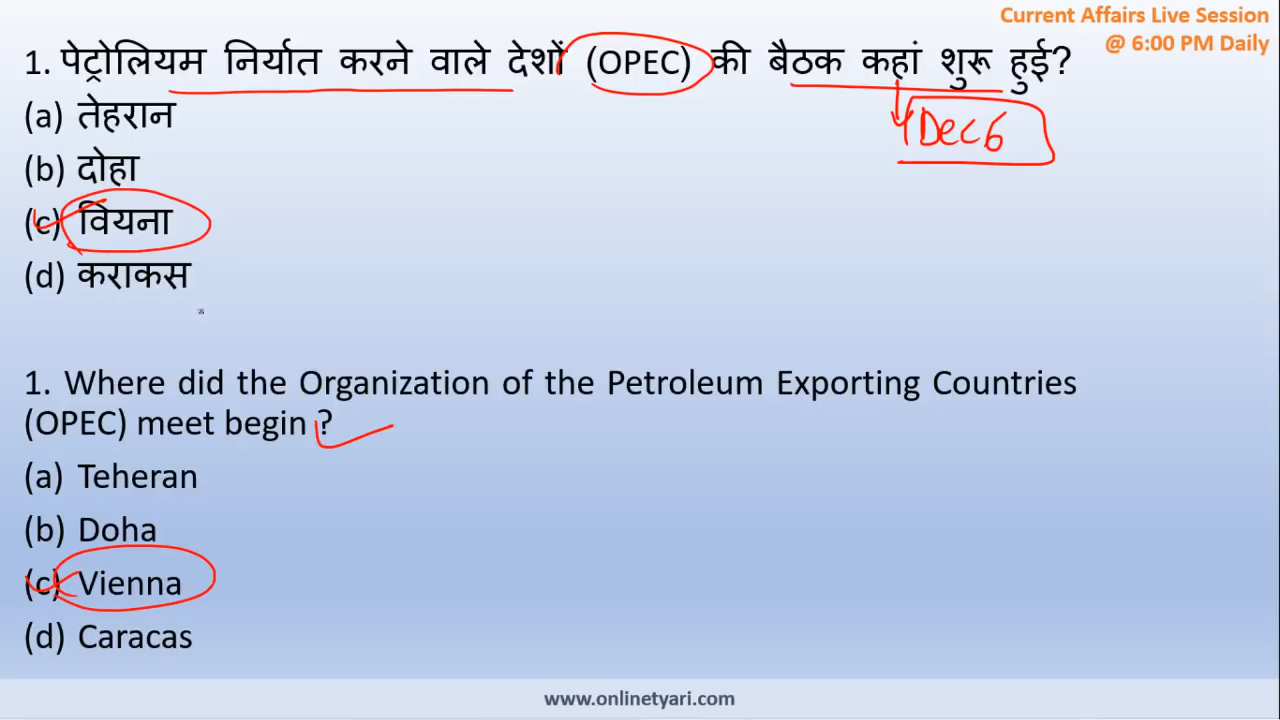 Current Affairs Live Session
@ 6:00 PM Daily
1. पेट्रोलियम निर्यात करने वाले देशों (OPEC) की बैठक कहां शुरू हुई?
(a) तेहरान
Dec 6
(b) दोहा
(c) वियना
(d) कराकस
1. Where did the Organization of the Petroleum Exporting Countries
(OPEC) meet begin ?
(a) Teheran
(b) Doha
(c) Vienna
(d) Caracas
www.onlinetyari.com